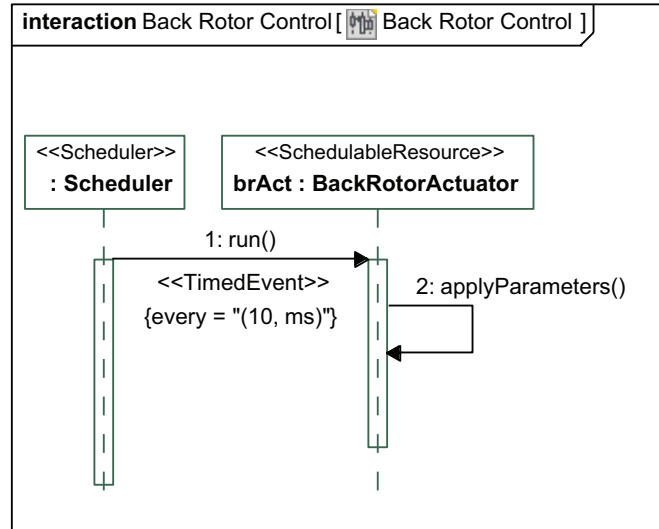 interaction Back Rotor Control [ Back Rotor Control ]
<<Scheduler>>
: Scheduler
<<SchedulableResource>>
brAct : BackRotorActuator
1: run()
<<TimedEvent>>
{every = "(10, ms)"}
2: applyParameters()